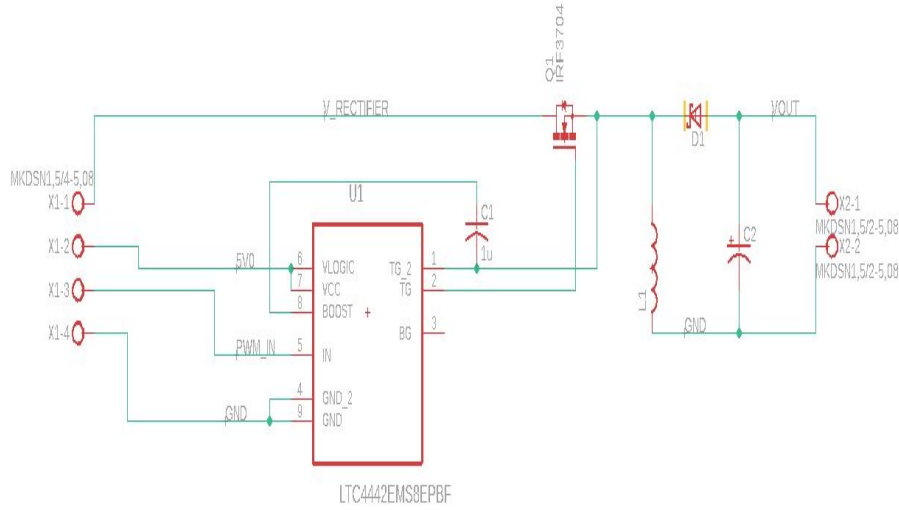 Q1
IRF3704
V_RECTIFIER
VOUT
D1
MKDSN1,5/4-5,08
X1-1
U1
C1
1u
X2-1
MKDSN1,5/2-5,08
X1-2
5V0
6
VLOGIC
TG_2
1
C2
+
X2-2
MKDSN1,5/2-5,08
X1-3
7
VCC
TG
2
8
BOOST
+
L1
GND
X1-4
BG
3
PWM_IN
5
IN
4
GND_2
GND
9
GND
LTC4442EMS8EPBF